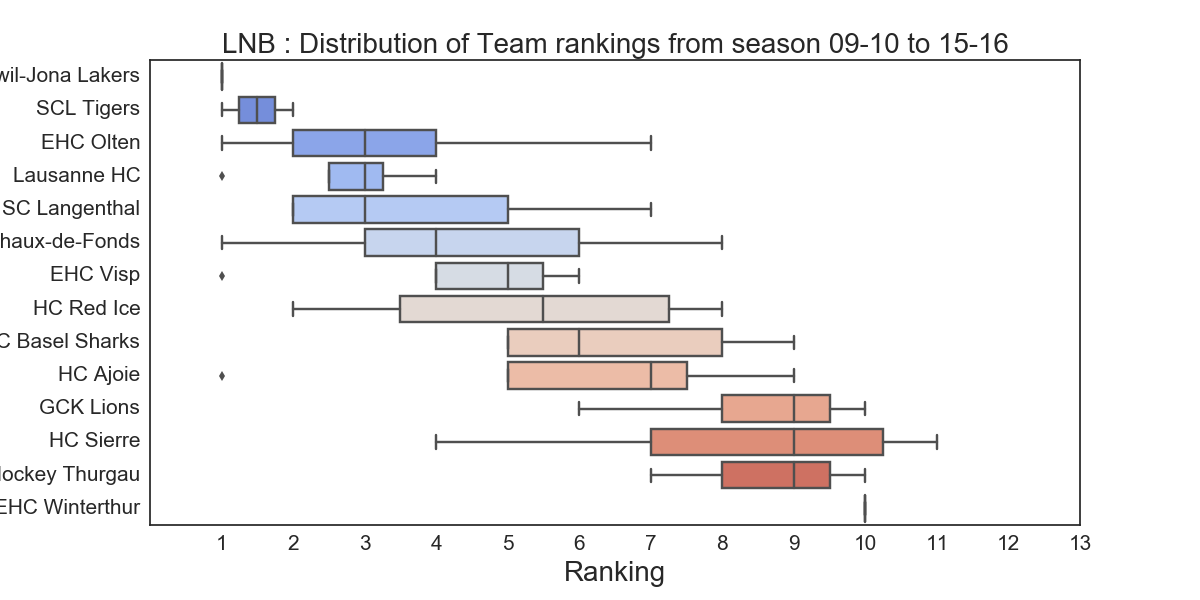 LNB : Distribution of Team rankings from season 09-10 to 15-16
wil-Jona Lakers
SCL Tigers
EHC Olten
Lausanne HC
SC Langenthal
haux-de-Fonds
EHC Visp
HC Red Ice
C Basel Sharks
HC Ajoie
GCK Lions
HC Sierre
lockey Thurgau
EHC Winterthur
1 2 3 4 5 6 7 8 9 10 11 12 13
Ranking